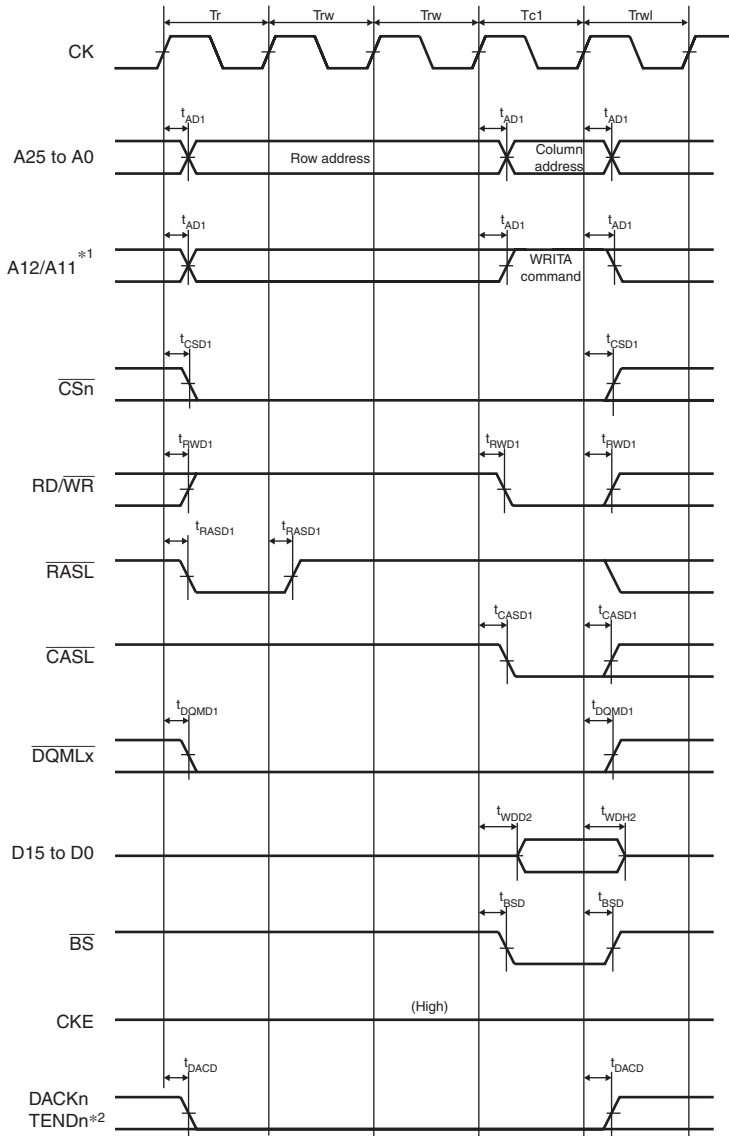 Tr Trw Trw Tc1 Trwl
CK
tAD1 tAD1 tAD1
A25 to A0 Row address Column address
tAD1 tAD1 tAD1
A12/A11*1 WRITA command
tCSD1 tCSD1
CSn
tRWD1 tRWD1 tRWD1
RD/WR
tRASD1 tRASD1
RASL
tCASD1 tCASD1
CASL
tDQMD1 tDQMD1
DQMLx
tWDD2 tWDH2
D15 to D0
tBSD tBSD
BS
(High)
CKE
tDACD tDACD
DACKn
TENDn*2